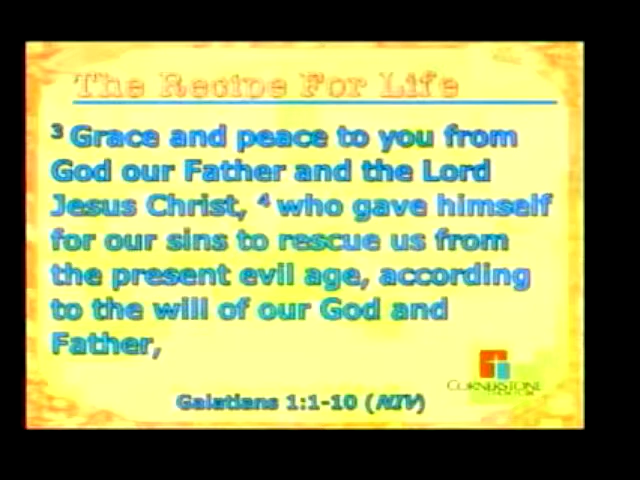 The Recipe For Life
3 Grace and peace to you from
God our Father and the Lord
Jesus Christ, 4 who gave himself
for our sins to rescue us from
the present evil age, according
to the will of our God and
Father,
CORNERSTONE
Galatians 1:1-10 (NIV)